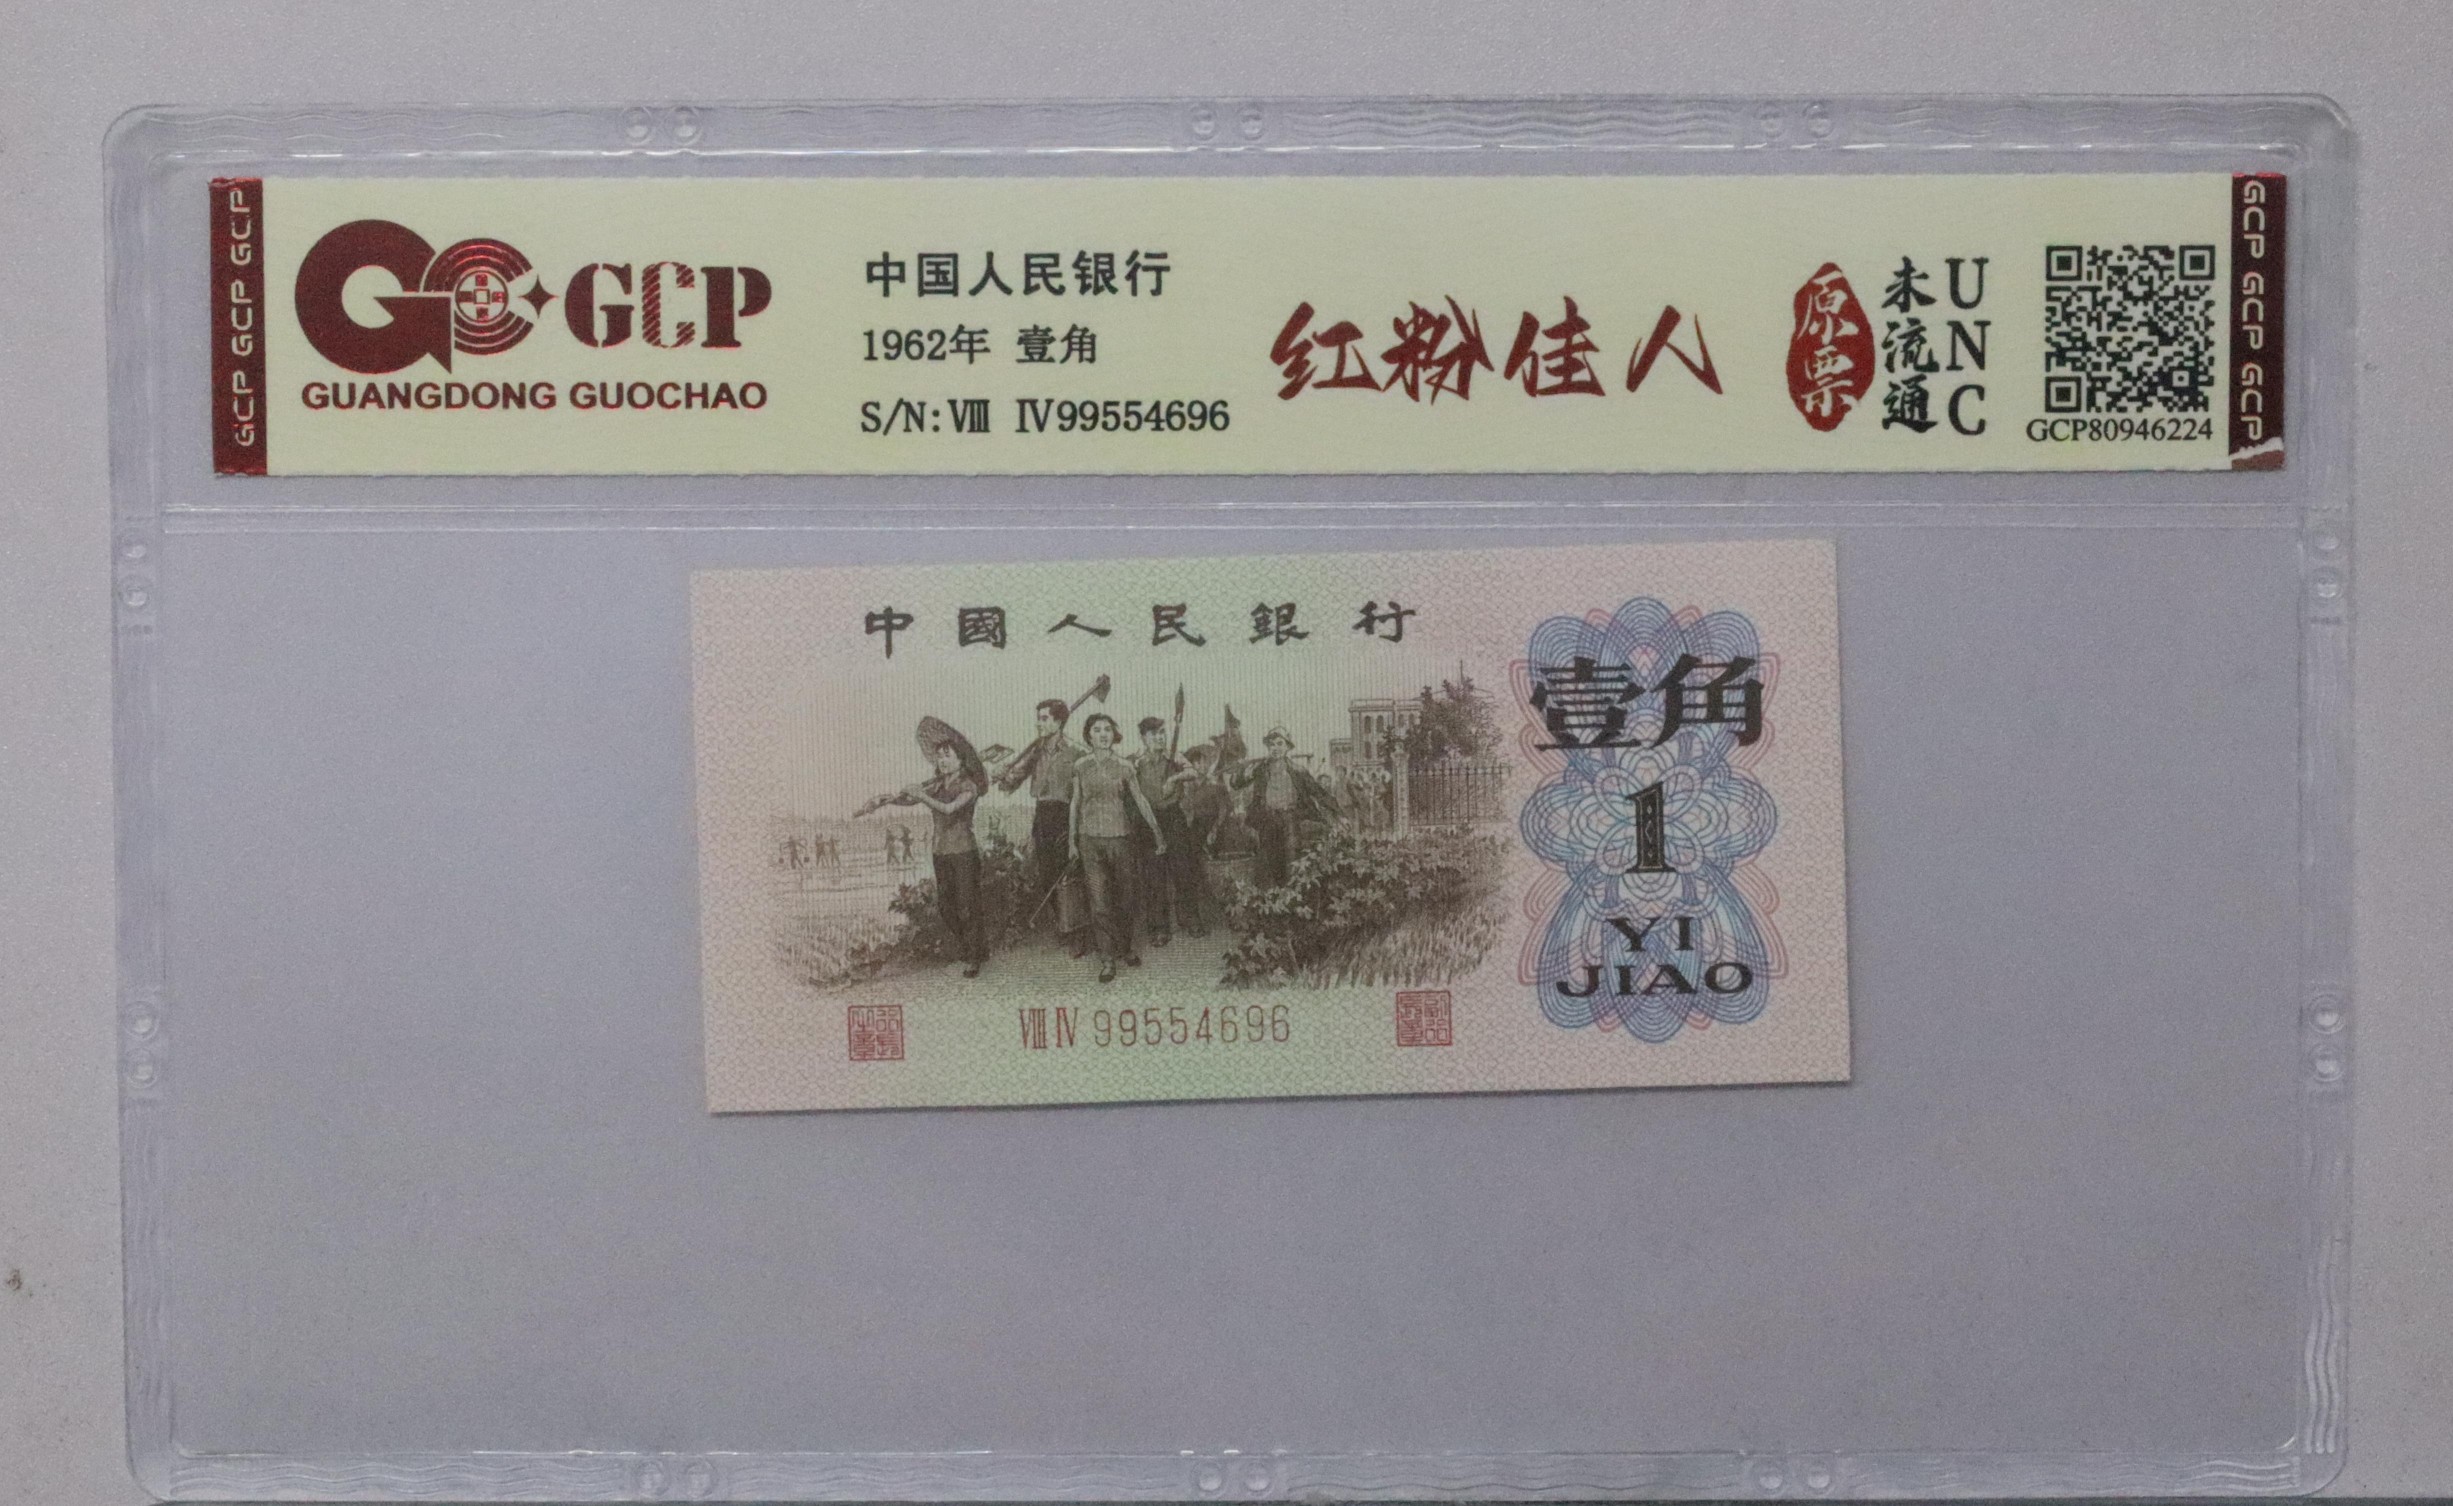 GCP GCP GCP
GCP
GUANGDONG GUOCHAO
中国人民银行
1962年 壹角
S/N:Ⅷ Ⅳ99554696
红粉佳人
原票
未流通
UNC
GCP80946224
GCP GCP GCP
中國人民銀行
壹角
1
YI
JIAO
ⅧⅣ99554696